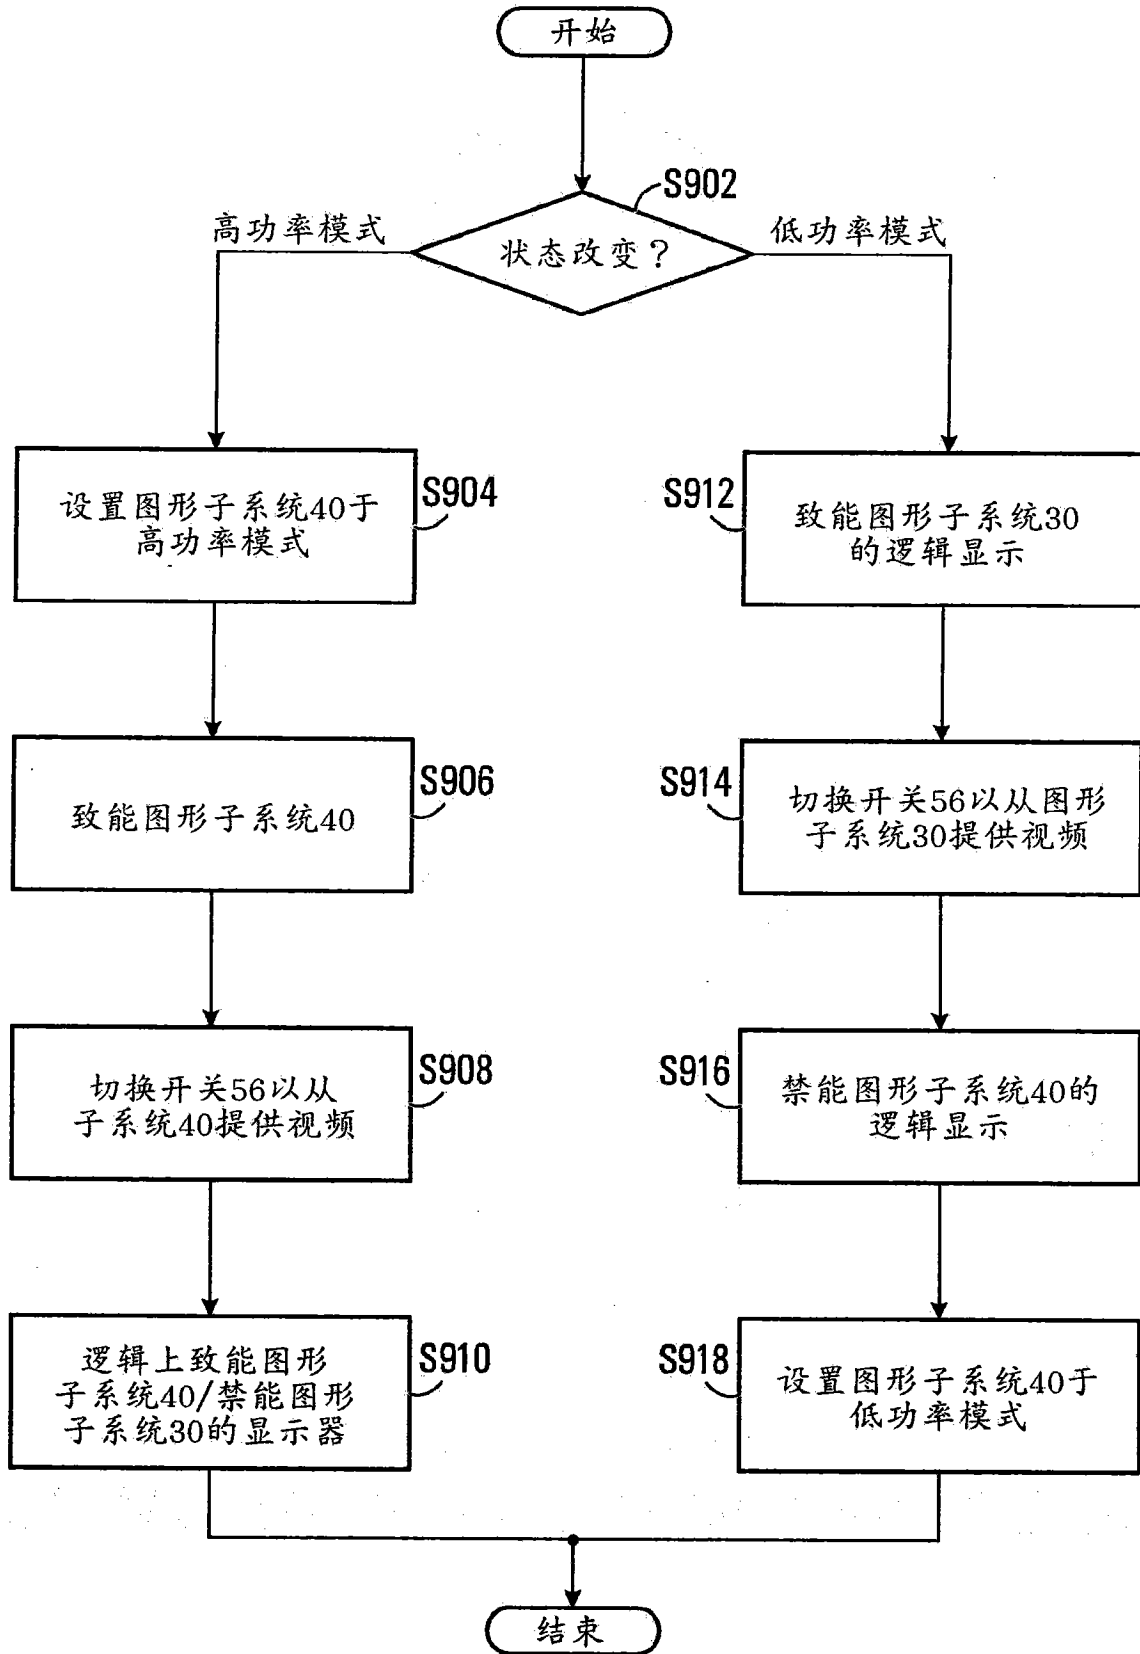 开始
S902
高功率模式
状态改变？
低功率模式
设置图形子系统40于
高功率模式
S904
致能图形子系统40
S906
切换开关56以从
子系统40提供视频
S908
逻辑上致能图形
子系统40/禁能图形
子系统30的显示器
S910
S912
致能图形子系统30
的逻辑显示
S914
切换开关56以从图形
子系统30提供视频
S916
禁能图形子系统40的
逻辑显示
S918
设置图形子系统40于
低功率模式
结束